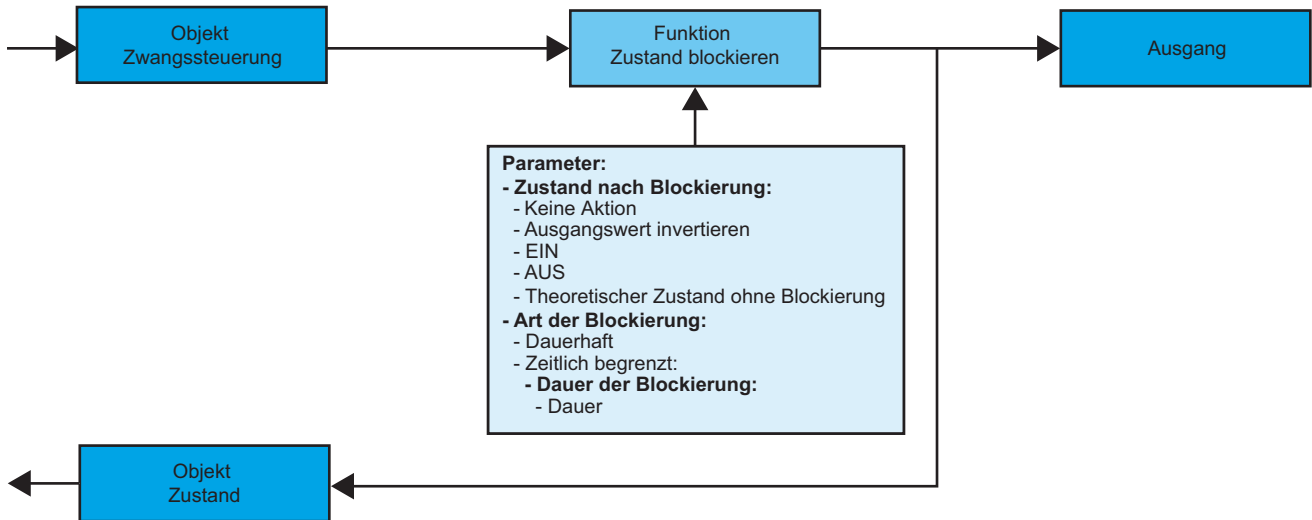 Objekt
Zwangssteuerung
Funktion
Zustand blockieren
Ausgang
Parameter:
- Zustand nach Blockierung:
- Keine Aktion
- Ausgangswert invertieren
- EIN
- AUS
- Theoretischer Zustand ohne Blockierung
- Art der Blockierung:
- Dauerhaft
- Zeitlich begrenzt:
- Dauer der Blockierung:
- Dauer
Objekt
Zustand